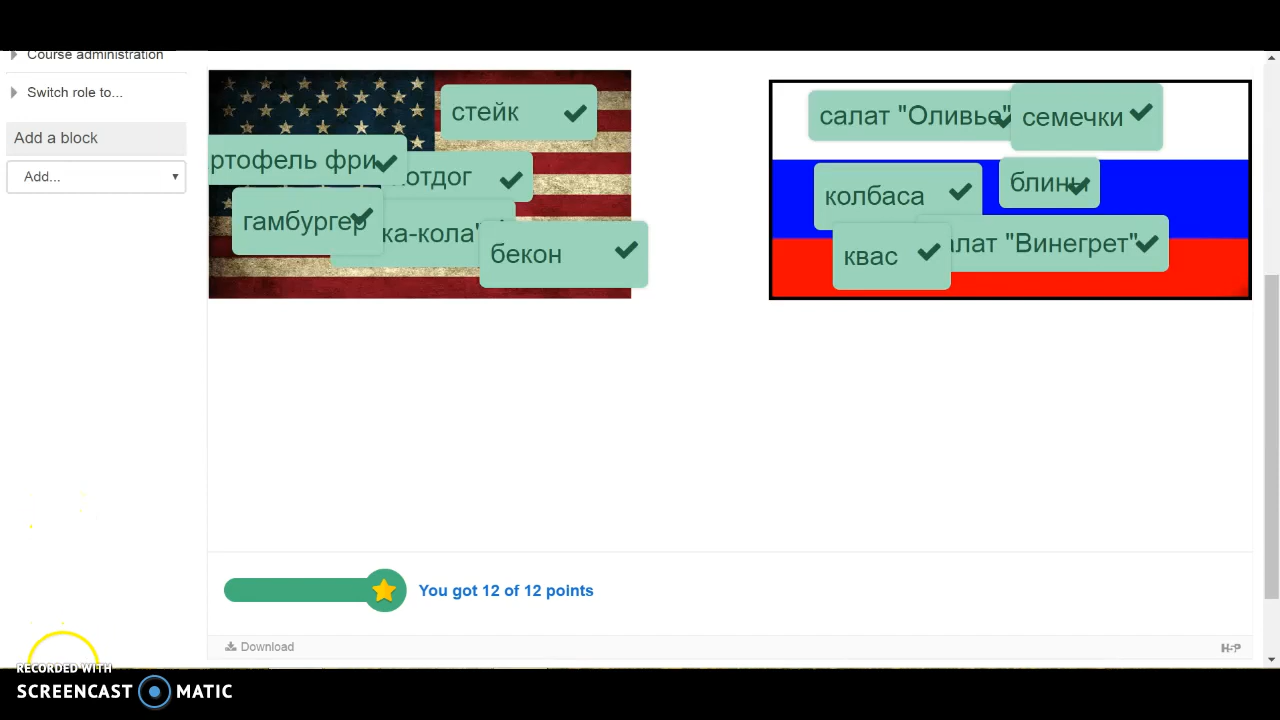 Course administration
Switch role to...
Add a block
Add...
стейк
ртофель фри
отдог
гамбургер
ка-кола"
бекон
салат "Оливье"
семечки
колбаса
блины
квас
алат "Винегрет"
You got 12 of 12 points
Download
H5P
RECORDED WITH
SCREENCAST MATIC